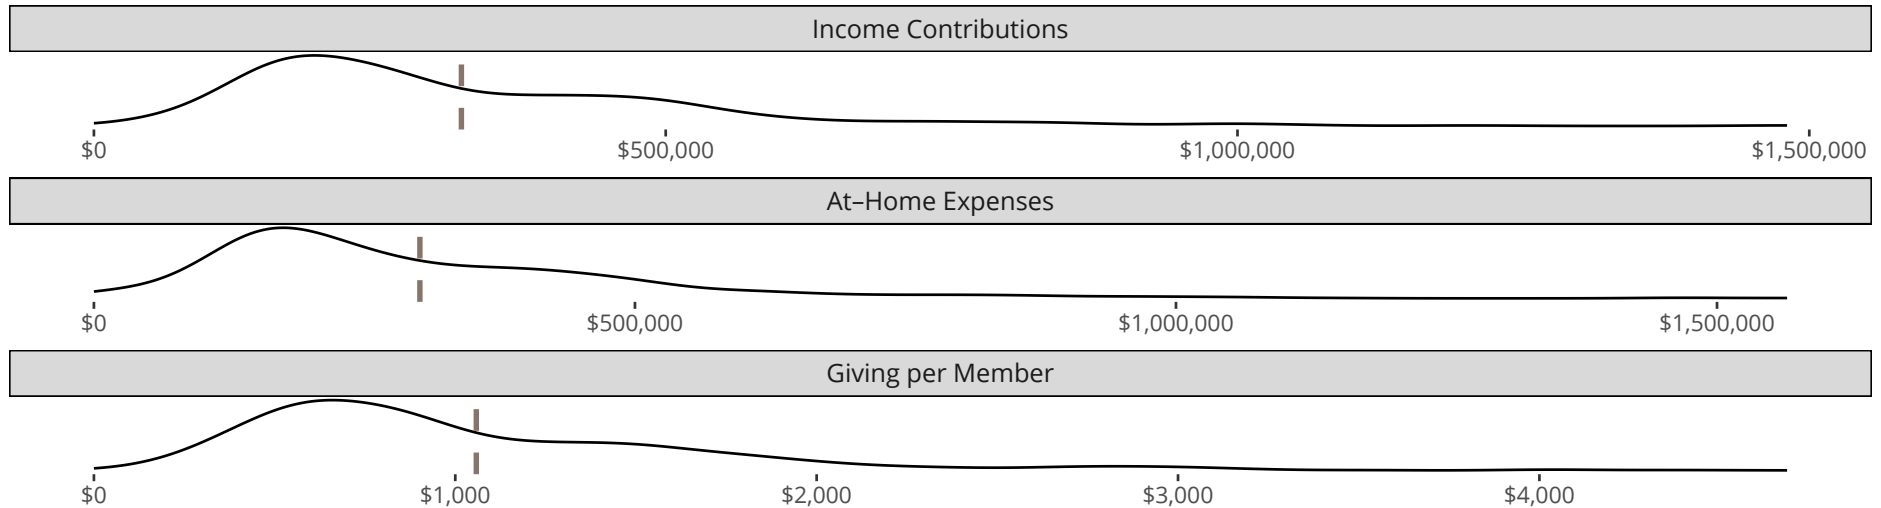 Income Contributions
$0 $500,000 $1,000,000 $1,500,000
At–Home Expenses
$0 $500,000 $1,000,000 $1,500,000
Giving per Member
$0 $1,000 $2,000 $3,000 $4,000